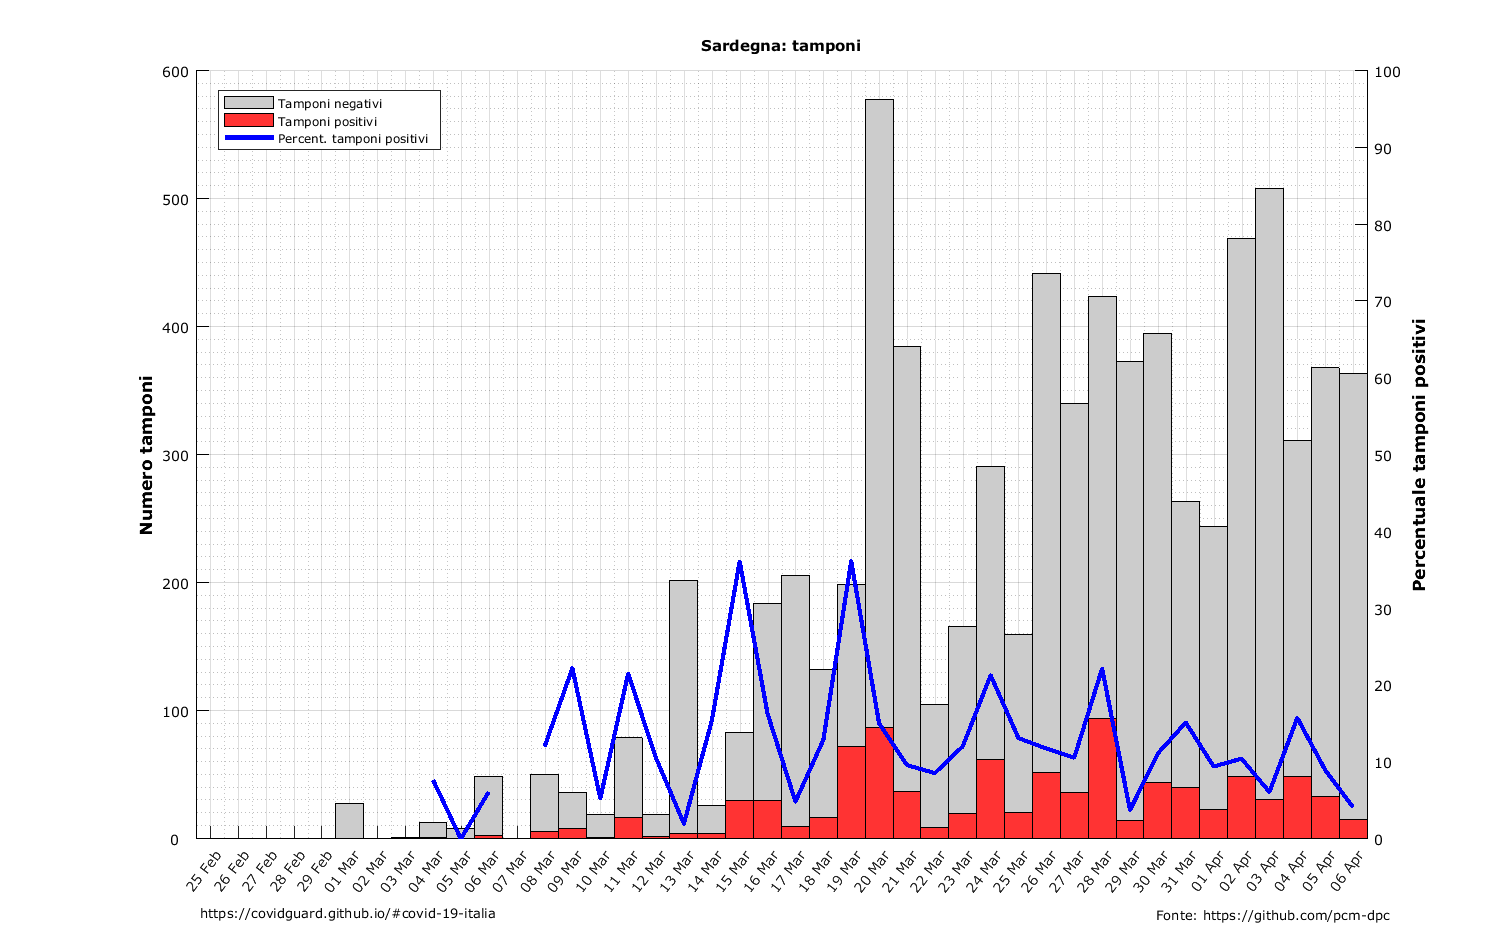 Sardegna: tamponi
Tamponi negativi
Tamponi positivi
Percent. tamponi positivi
Numero tamponi
600
500
400
300
200
100
0
100
90
80
70
60
50
40
30
20
10
0
Percentuale tamponi positivi
25 Feb
26 Feb
27 Feb
28 Feb
29 Feb
01 Mar
02 Mar
03 Mar
04 Mar
05 Mar
06 Mar
07 Mar
08 Mar
09 Mar
10 Mar
11 Mar
12 Mar
13 Mar
14 Mar
15 Mar
16 Mar
17 Mar
18 Mar
19 Mar
20 Mar
21 Mar
22 Mar
23 Mar
24 Mar
25 Mar
26 Mar
27 Mar
28 Mar
29 Mar
30 Mar
31 Mar
01 Apr
02 Apr
03 Apr
04 Apr
05 Apr
06 Apr
https://covidguard.github.io/#covid-19-italia
Fonte: https://github.com/pcm-dpc